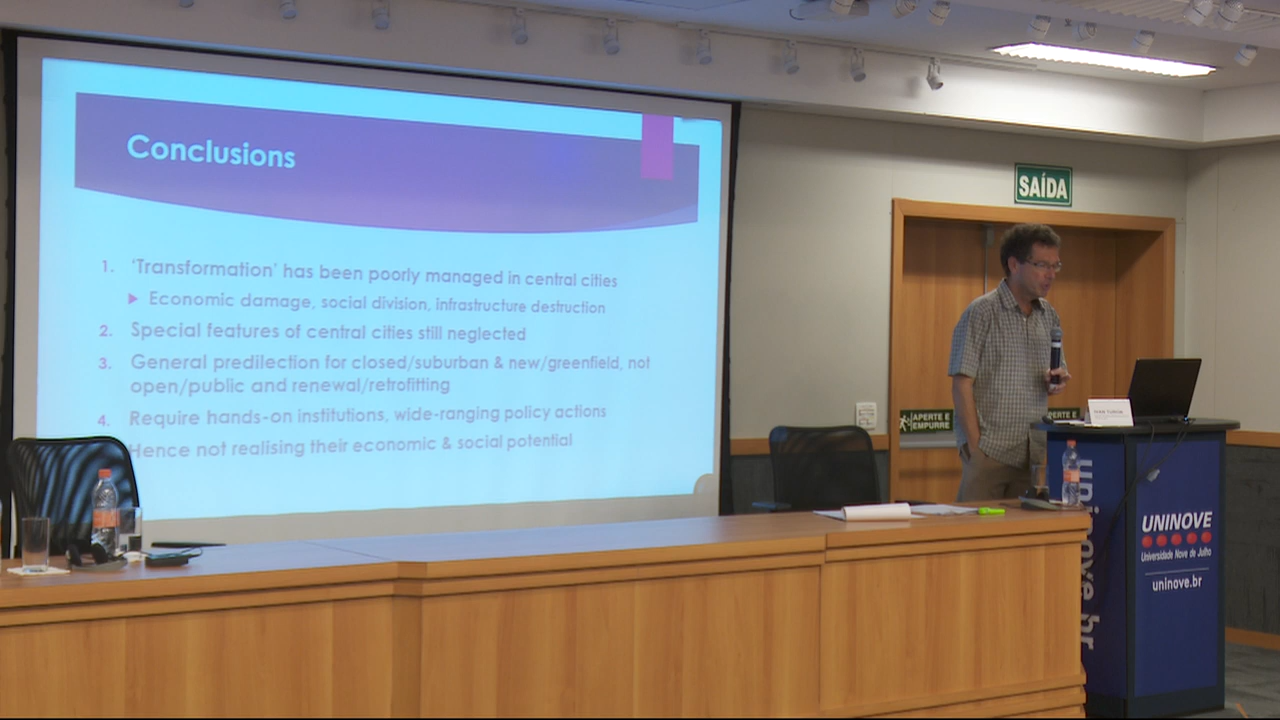 Conclusions
1. ‘Transformation’ has been poorly managed in central cities
Economic damage, social division, infrastructure destruction
2. Special features of central cities still neglected
3. General predilection for closed/suburban & new/greenfield, not
open/public and renewal/retrofitting
4. Require hands-on institutions, wide-ranging policy actions
Hence not realising their economic & social potential
SAÍDA
APERTE E
EMPURRE
APERTE E
IVAN TUROK
uninove.br
UNINOVE
Universidade Nove de Julho
uninove.br